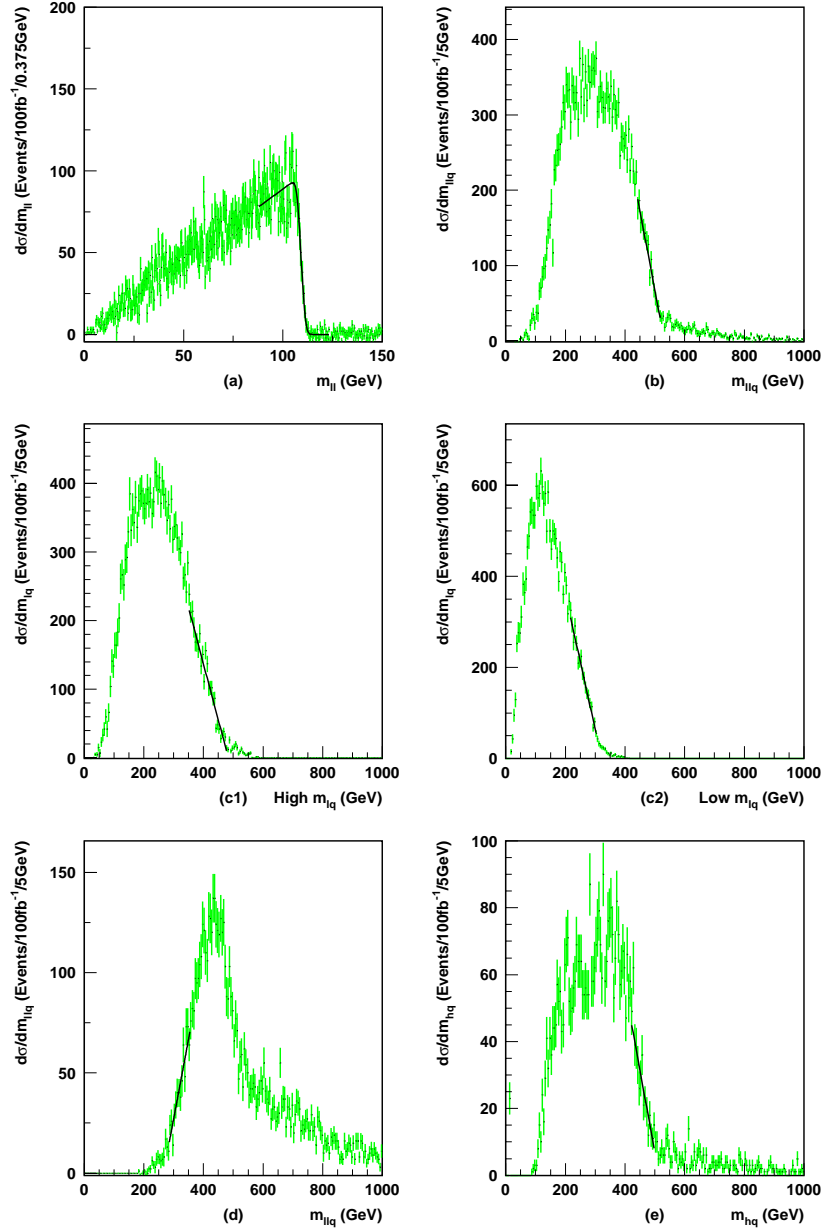 dσ/dm_ll (Events/100fb⁻¹/0.375GeV)
200
150
100
50
0
0 50 100 150
(a) m_ll (GeV)
dσ/dm_llq (Events/100fb⁻¹/5GeV)
400
300
200
100
0
0 200 400 600 800 1000
(b) m_llq (GeV)
dσ/dm_lq (Events/100fb⁻¹/5GeV)
400
300
200
100
0
0 200 400 600 800 1000
(c1) High m_lq (GeV)
dσ/dm_lq (Events/100fb⁻¹/5GeV)
600
400
200
0
0 200 400 600 800 1000
(c2) Low m_lq (GeV)
dσ/dm_llq (Events/100fb⁻¹/5GeV)
150
100
50
0
0 200 400 600 800 1000
(d) m_llq (GeV)
dσ/dm_hq (Events/100fb⁻¹/5GeV)
100
80
60
40
20
0
0 200 400 600 800 1000
(e) m_hq (GeV)